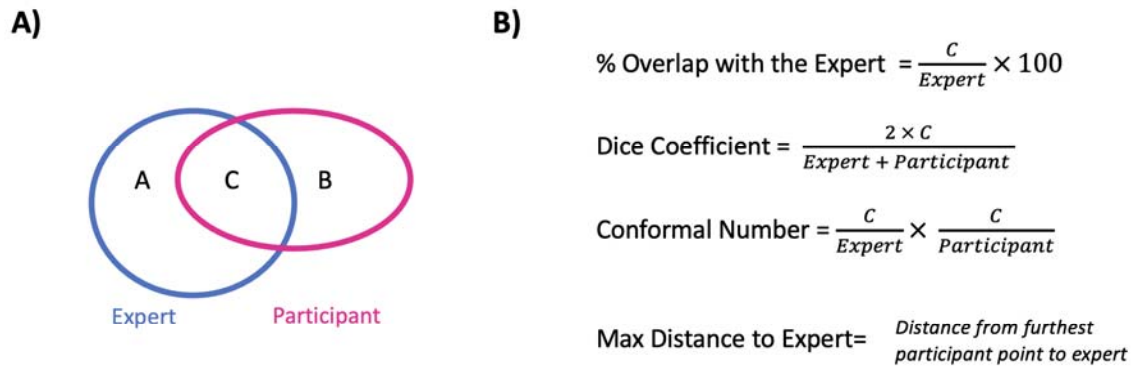 A)
B)
A
C
B
Expert
Participant
% Overlap with the Expert = C/Expert × 100
Dice Coefficient = 2 × C/Expert + Participant
Conformal Number = C/Expert × C/Participant
Max Distance to Expert= Distance from furthest
participant point to expert